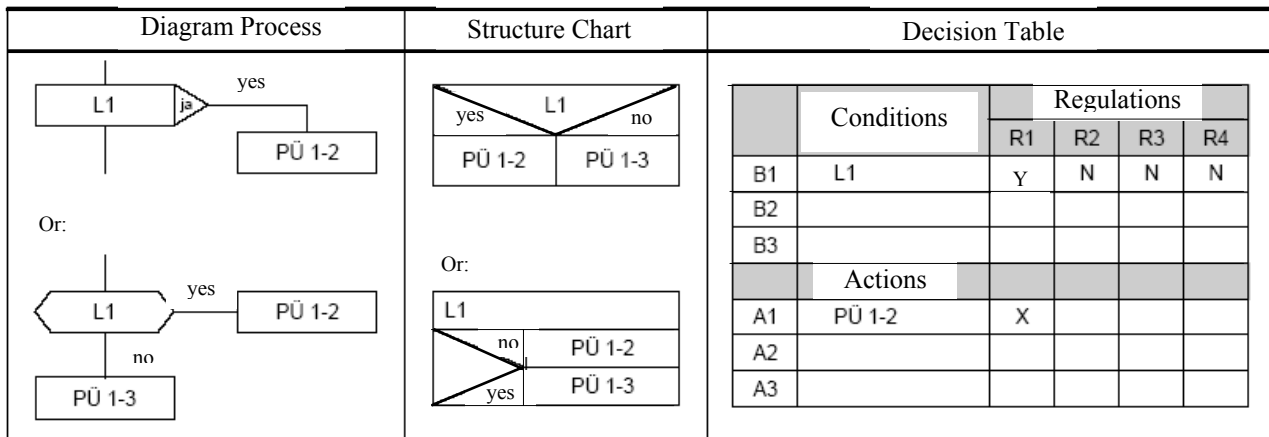 Diagram Process
Structure Chart
Decision Table
yes
L1
ja
PÜ 1-2
Or:
L1
yes
PÜ 1-2
no
PÜ 1-3
L1
yes
no
PÜ 1-2
PÜ 1-3
Or:
L1
no
PÜ 1-2
yes
PÜ 1-3
Conditions
Regulations
R1 R2 R3 R4
B1 L1 Y N N N
B2
B3
Actions
A1 PÜ 1-2 X
A2
A3